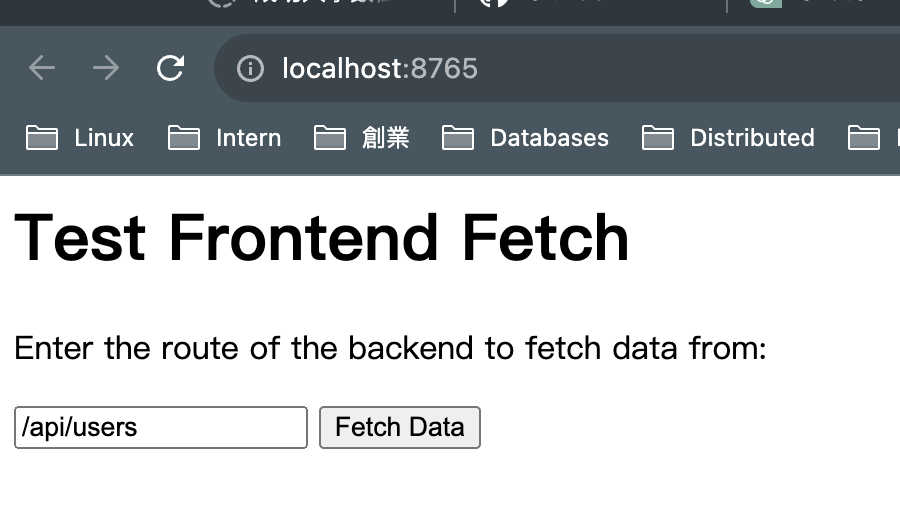 localhost:8765
Linux Intern 創業 Databases Distributed
Test Frontend Fetch
Enter the route of the backend to fetch data from:
/api/users Fetch Data